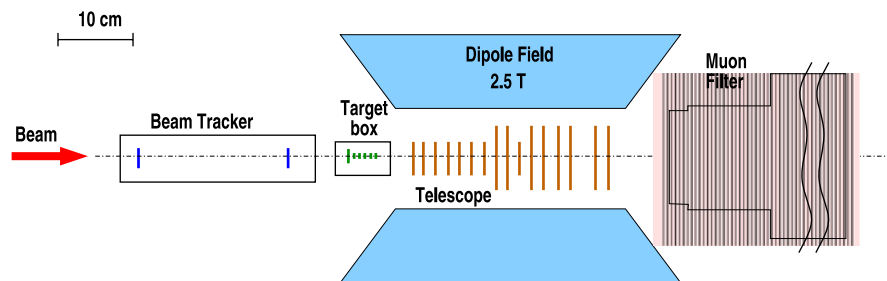 10 cm
Dipole Field
2.5 T
Muon
Filter
Target
box
Beam Tracker
Beam
Telescope